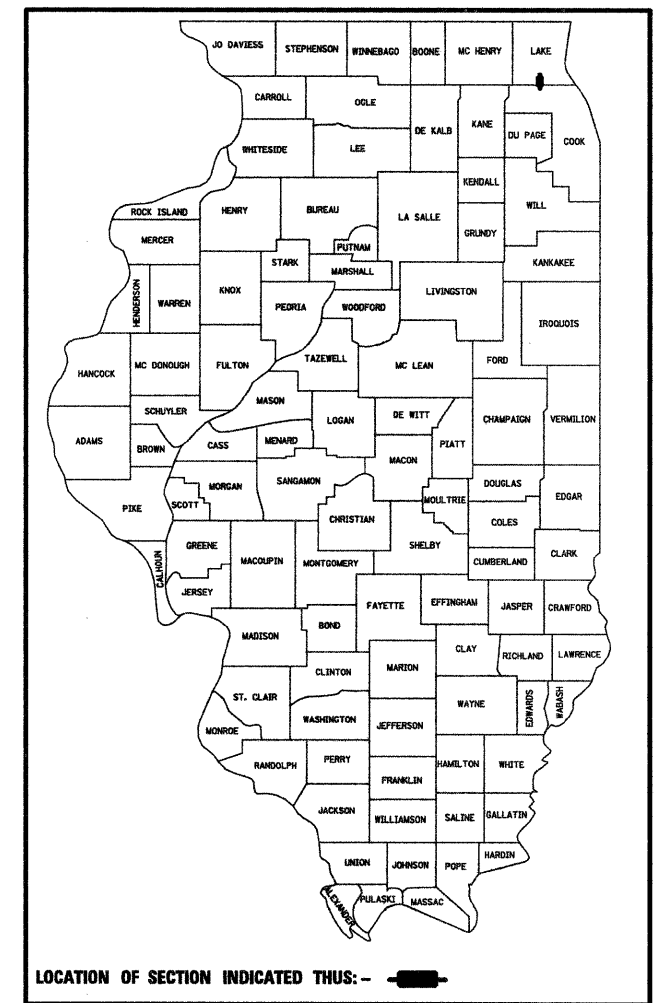 JO DAVIESS
STEPHENSON
WINNEBAGO
BOONE
MC HENRY
LAKE
CARROLL
OGLE
DE KALB
KANE
DU PAGE
COOK
WHITESIDE
LEE
KENDALL
WILL
ROCK ISLAND
HENRY
BUREAU
LA SALLE
GRUNDY
MERCER
PUTNAM
STARK
MARSHALL
KANKAKEE
HENDERSON
WARREN
KNOX
PEORIA
WOODFORD
LIVINGSTON
IROQUOIS
HANCOCK
MC DONOUGH
FULTON
TAZEWELL
MC LEAN
FORD
SCHUYLER
MASON
LOGAN
DE WITT
CHAMPAIGN
VERMILION
ADAMS
BROWN
CASS
MENARD
MACON
PIATT
MORGAN
SANGAMON
DOUGLAS
EDGAR
PIKE
SCOTT
CHRISTIAN
MOULTRIE
COLES
CALHOUN
GREENE
MACOUPIN
MONTGOMERY
SHELBY
CUMBERLAND
CLARK
JERSEY
FAYETTE
EFFINGHAM
JASPER
CRAWFORD
MADISON
BOND
CLAY
RICHLAND
LAWRENCE
CLINTON
MARION
ST. CLAIR
WAYNE
EDWARDS
WABASH
MONROE
WASHINGTON
JEFFERSON
RANDOLPH
PERRY
HAMILTON
WHITE
FRANKLIN
JACKSON
WILLIAMSON
SALINE
GALLATIN
UNION
JOHNSON
POPE
HARDIN
ALEXANDER
PULASKI
MASSAC
LOCATION OF SECTION INDICATED THUS: -